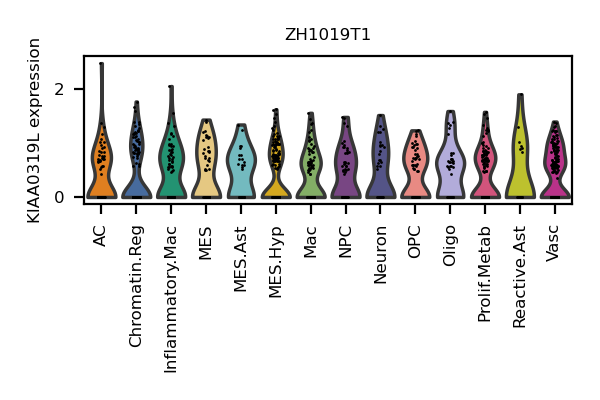 ZH1019T1
KIAA0319L expression
2
0
AC
Chromatin.Reg
Inflammatory.Mac
MES
MES.Ast
MES.Hyp
Mac
NPC
Neuron
OPC
Oligo
Prolif.Metab
Reactive.Ast
Vasc